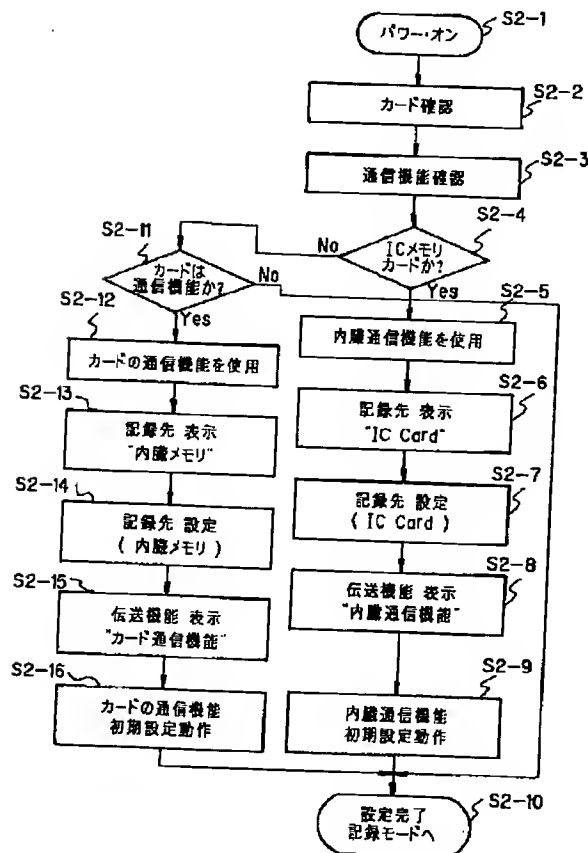 パワー・オン
S2-1
カード確認
S2-2
通信機能確認
S2-3
ICメモリ
カードか?
S2-4
No
Yes
S2-11
カードは
通信機能か?
No
Yes
S2-12
カードの通信機能を使用
S2-13
記録先 表示
"内臓メモリ"
S2-14
記録先 設定
( 内臓メモリ )
S2-15
伝送機能 表示
"カード通信機能"
S2-16
カードの通信機能
初期設定動作
S2-5
内臓通信機能を使用
S2-6
記録先 表示
"IC Card"
S2-7
記録先 設定
( IC Card )
S2-8
伝送機能 表示
"内臓通信機能"
S2-9
内臓通信機能
初期設定動作
S2-10
設定完了
記録モードへ